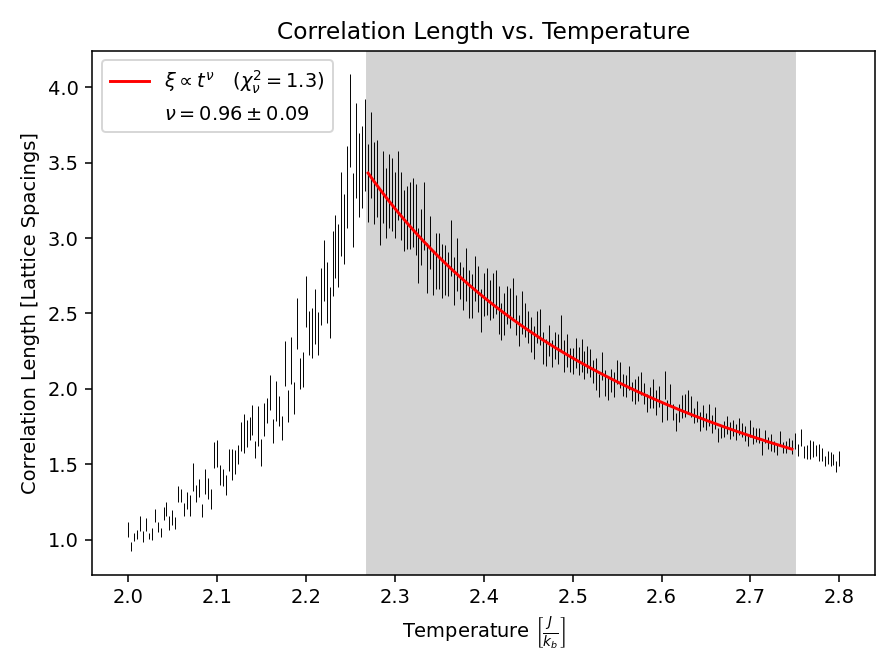 Correlation Length vs. Temperature
ξ ∝ t^ν (χ²_ν = 1.3)
ν = 0.96 ± 0.09
Correlation Length [Lattice Spacings]
4.0
3.5
3.0
2.5
2.0
1.5
1.0
2.0 2.1 2.2 2.3 2.4 2.5 2.6 2.7 2.8
Temperature [J/k_b]